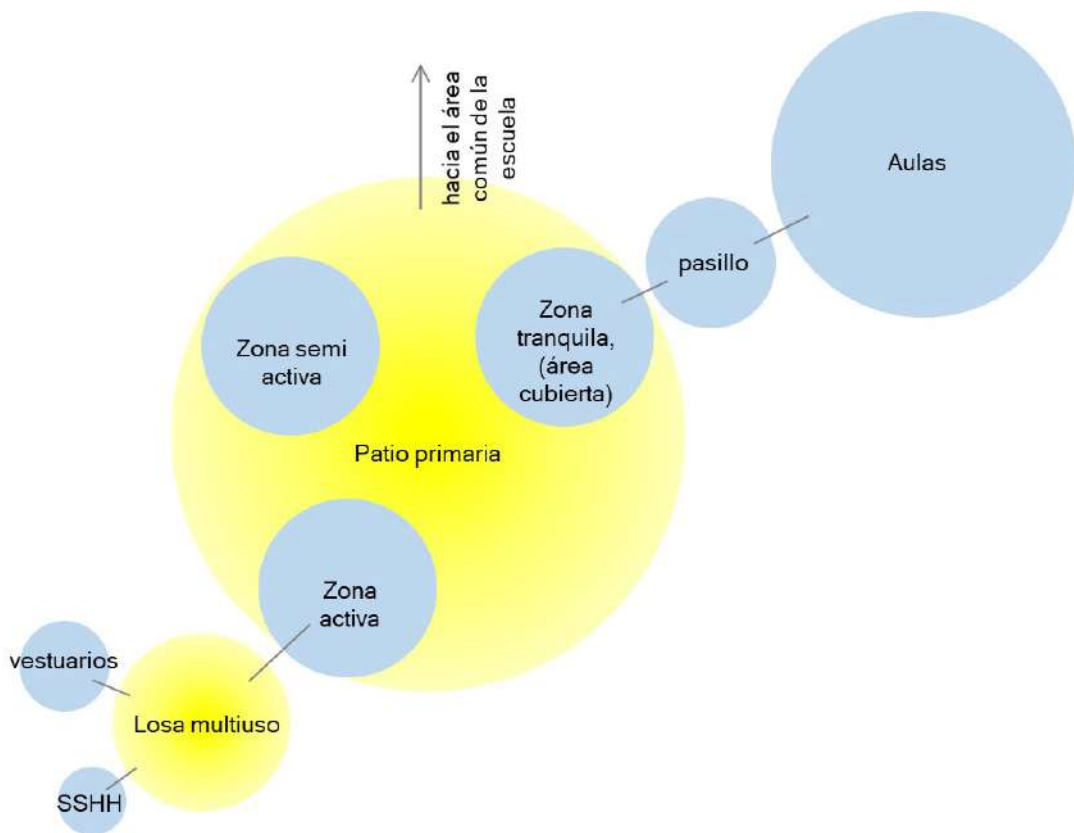 hacia el área
común de la
escuela
Aulas
pasillo
Zona
tranquila,
(área
cubierta)
Zona semi
activa
Patio primaria
Zona
activa
vestuarios
Losa multiuso
SSHH